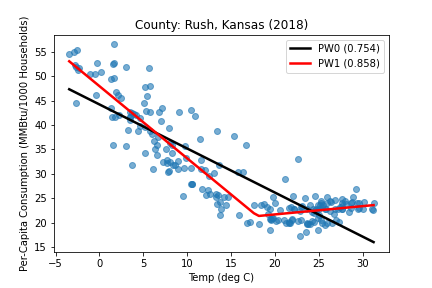 County: Rush, Kansas (2018)
Per-Capita Consumption (MMBtu/1000 Households)
55
50
45
40
35
30
25
20
15
PW0 (0.754)
PW1 (0.858)
−5 0 5 10 15 20 25 30
Temp (deg C)